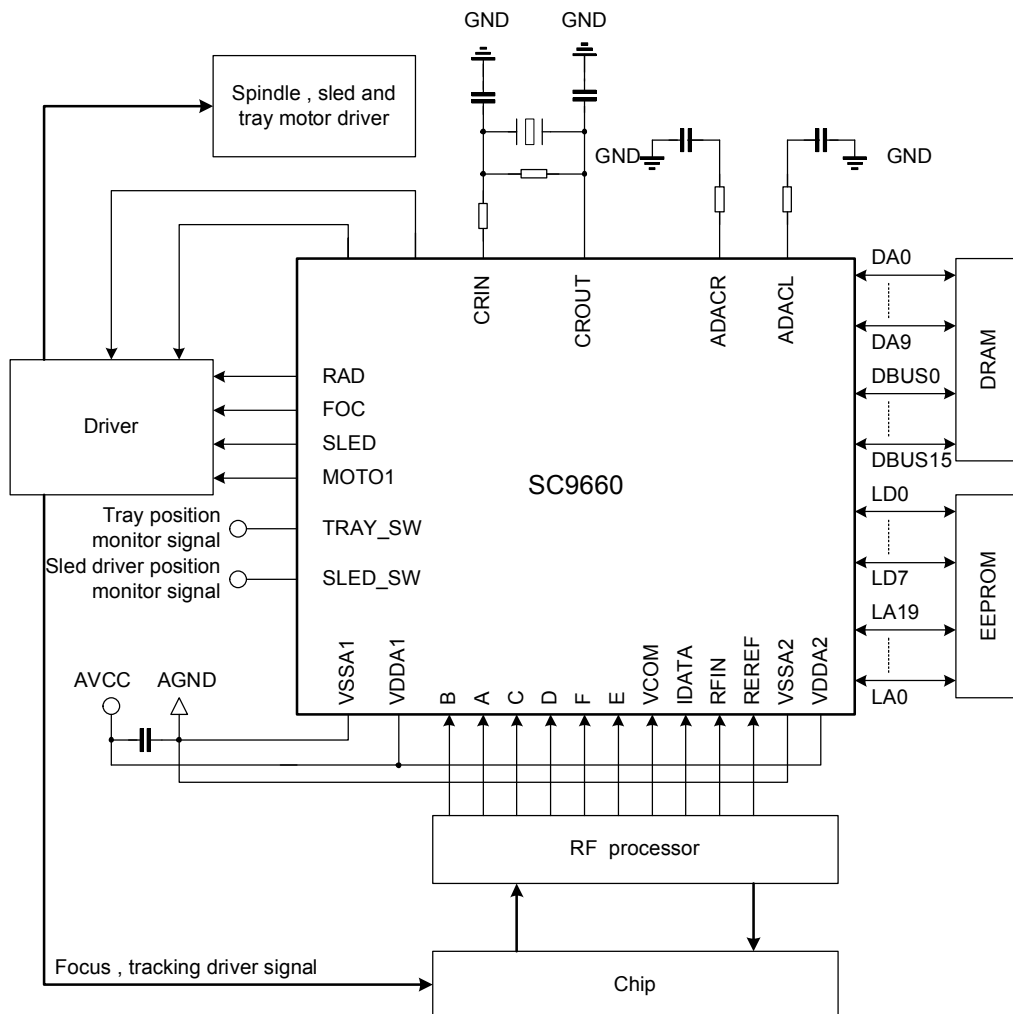 GND
GND
Spindle , sled and
tray motor driver
GND
GND
CRIN
CROUT
ADACR
ADACL
DA0
DA9
DBUS0
DBUS15
DRAM
RAD
FOC
SLED
MOTO1
Driver
SC9660
Tray position
monitor signal
TRAY_SW
Sled driver position
monitor signal
SLED_SW
LD0
LD7
LA19
LA0
EEPROM
AVCC
AGND
VSSA1
VDDA1
B
A
C
D
F
E
VCOM
IDATA
RFIN
REREF
VSSA2
VDDA2
RF processor
Focus , tracking driver signal
Chip